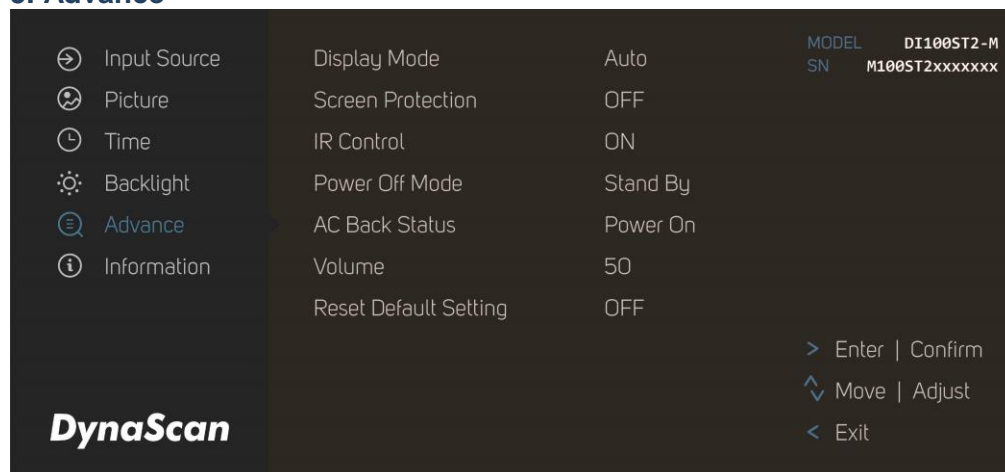 Input Source
Picture
Time
Backlight
Advance
Information
DynaScan
Display Mode Auto
Screen Protection OFF
IR Control ON
Power Off Mode Stand By
AC Back Status Power On
Volume 50
Reset Default Setting OFF
MODEL DI100ST2-M
SN M100ST2xxxxxxx
> Enter | Confirm
Move | Adjust
< Exit